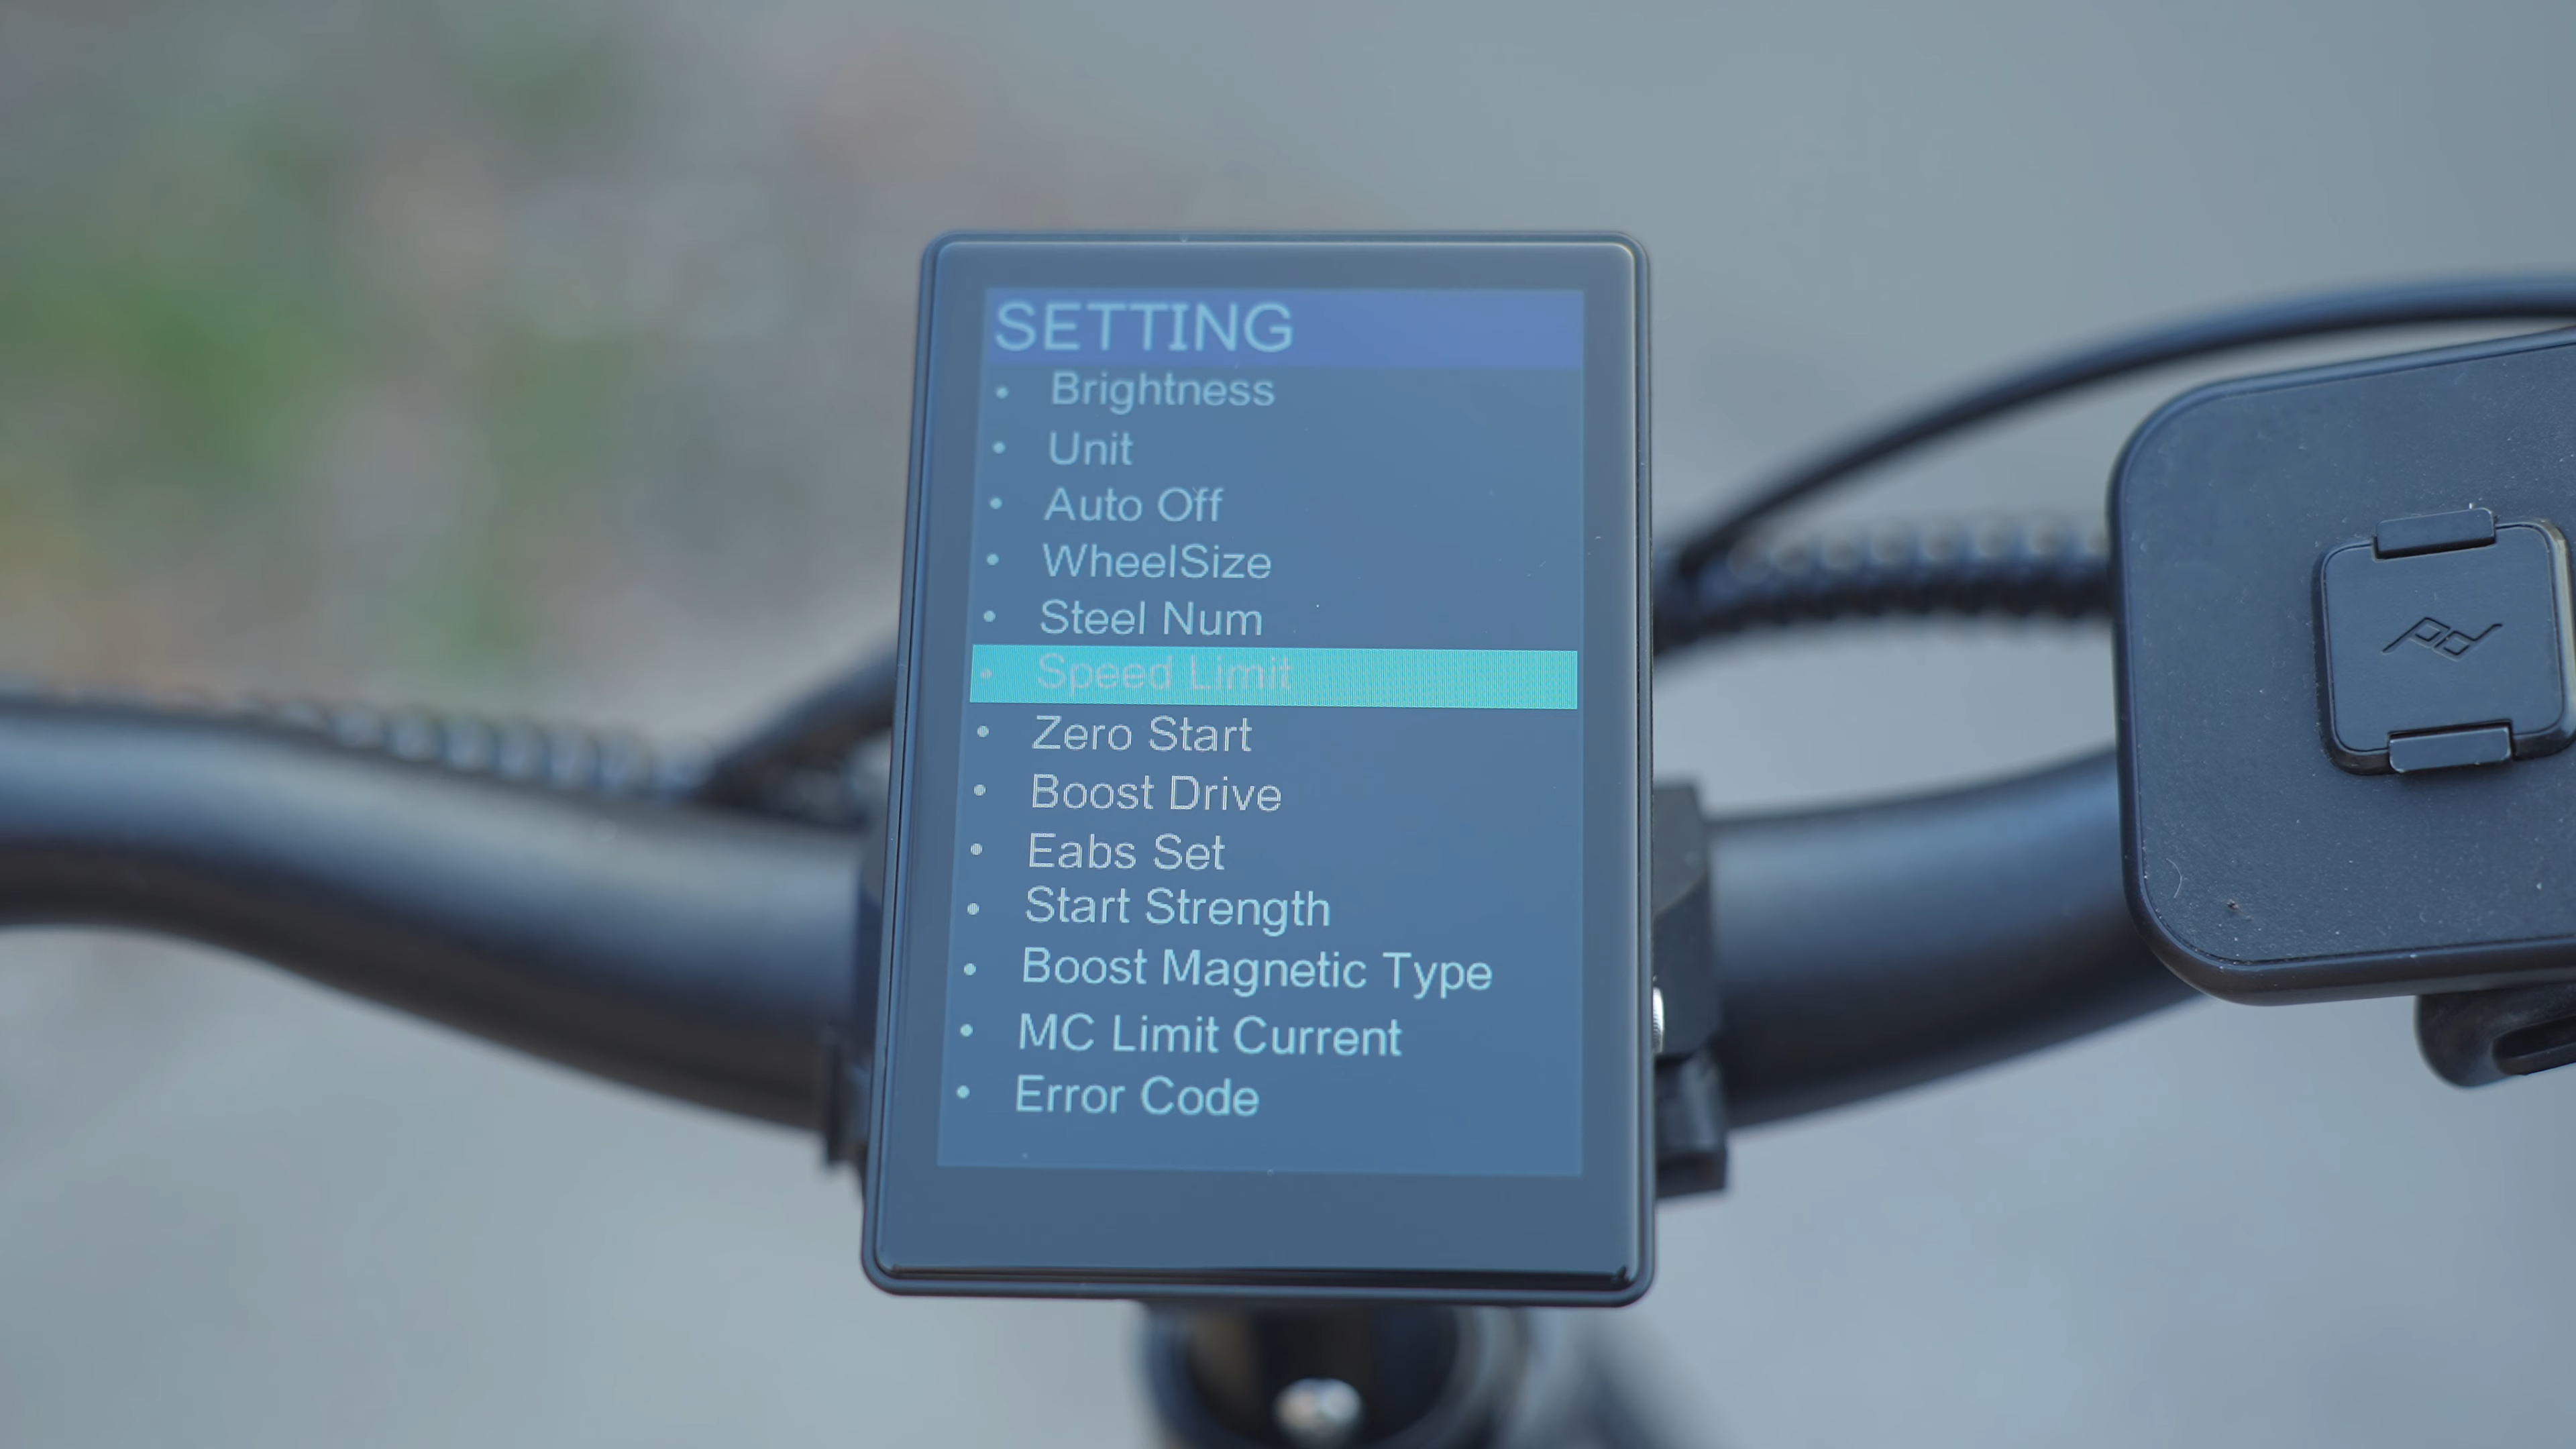 SETTING
• Brightness
• Unit
• Auto Off
• WheelSize
• Steel Num
• Speed Limit
• Zero Start
• Boost Drive
• Eabs Set
• Start Strength
• Boost Magnetic Type
• MC Limit Current
• Error Code